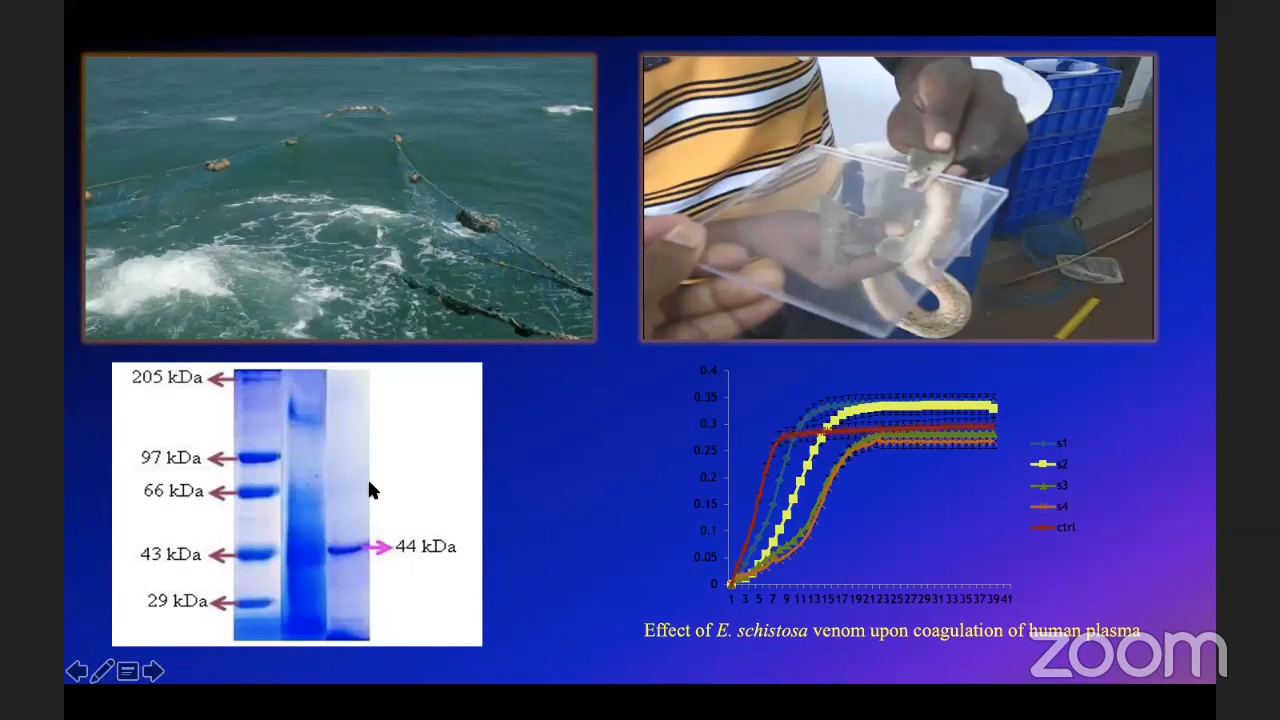 205 kDa
97 kDa
66 kDa
43 kDa
29 kDa
44 kDa
0.4
0.35
0.3
0.25
0.2
0.15
0.1
0.05
0
1 3 5 7 9 11 13 15 17 19 21 23 25 27 29 31 33 35 37 39 41
s1
s2
s3
s4
ctrl
Effect of E. schistosa venom upon coagulation of human plasma
zoom